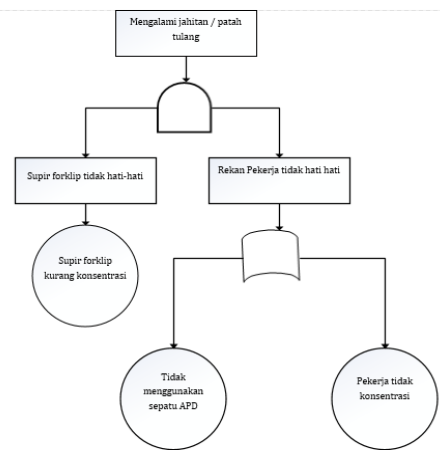 Mengalami jahitan / patah
tulang
Supir forklip tidak hati-hati
Rekan Pekerja tidak hati hati
Supir forklip
kurang konsentrasi
Tidak
menggunakan
sepatu APD
Pekerja tidak
konsentrasi